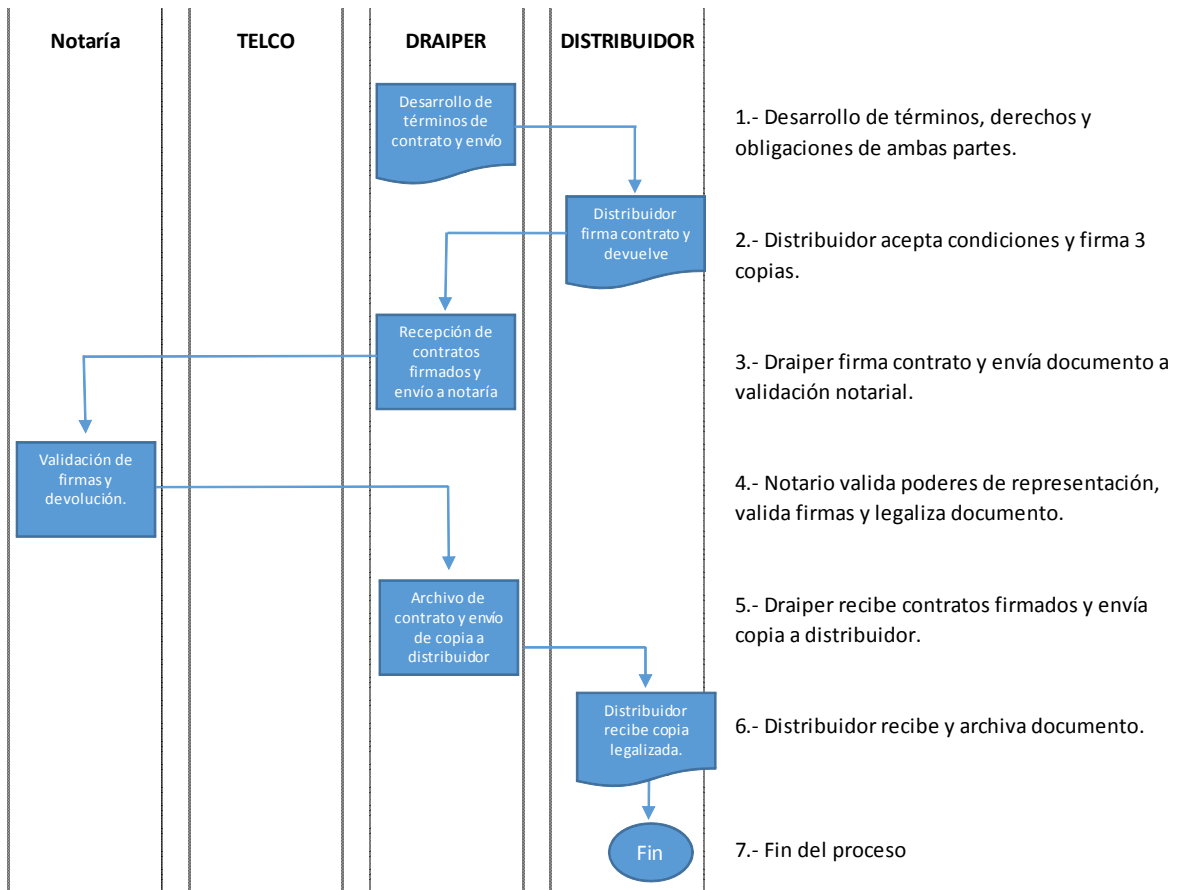 Notaría
TELCO
DRAIPER
DISTRIBUIDOR
Desarrollo de
términos de
contrato y envío
1.- Desarrollo de términos, derechos y
obligaciones de ambas partes.
Distribuidor
firma contrato y
devuelve
2.- Distribuidor acepta condiciones y firma 3
copias.
Recepción de
contratos
firmados y
envío a notaría
3.- Draiper firma contrato y envía documento a
validación notarial.
Validación de
firmas y
devolución.
4.- Notario valida poderes de representación,
valida firmas y legaliza documento.
Archivo de
contrato y envío
de copia a
distribuidor
5.- Draiper recibe contratos firmados y envía
copia a distribuidor.
Distribuidor
recibe copia
legalizada.
6.- Distribuidor recibe y archiva documento.
Fin
7.- Fin del proceso